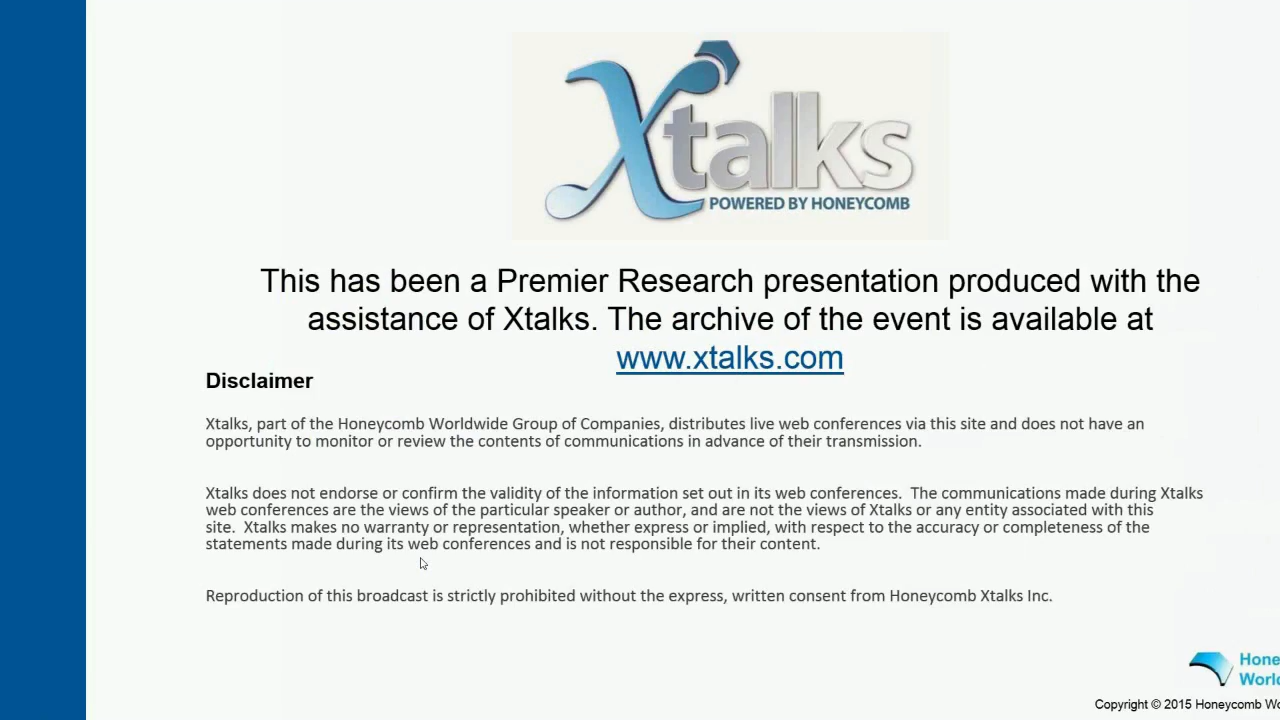 Xtalks
POWERED BY HONEYCOMB
This has been a Premier Research presentation produced with the
assistance of Xtalks. The archive of the event is available at
www.xtalks.com
Disclaimer
Xtalks, part of the Honeycomb Worldwide Group of Companies, distributes live web conferences via this site and does not have an
opportunity to monitor or review the contents of communications in advance of their transmission.
Xtalks does not endorse or confirm the validity of the information set out in its web conferences.  The communications made during Xtalks
web conferences are the views of the particular speaker or author, and are not the views of Xtalks or any entity associated with this
site.  Xtalks makes no warranty or representation, whether express or implied, with respect to the accuracy or completeness of the
statements made during its web conferences and is not responsible for their content.
Reproduction of this broadcast is strictly prohibited without the express, written consent from Honeycomb Xtalks Inc.
Copyright © 2015 Honeycomb